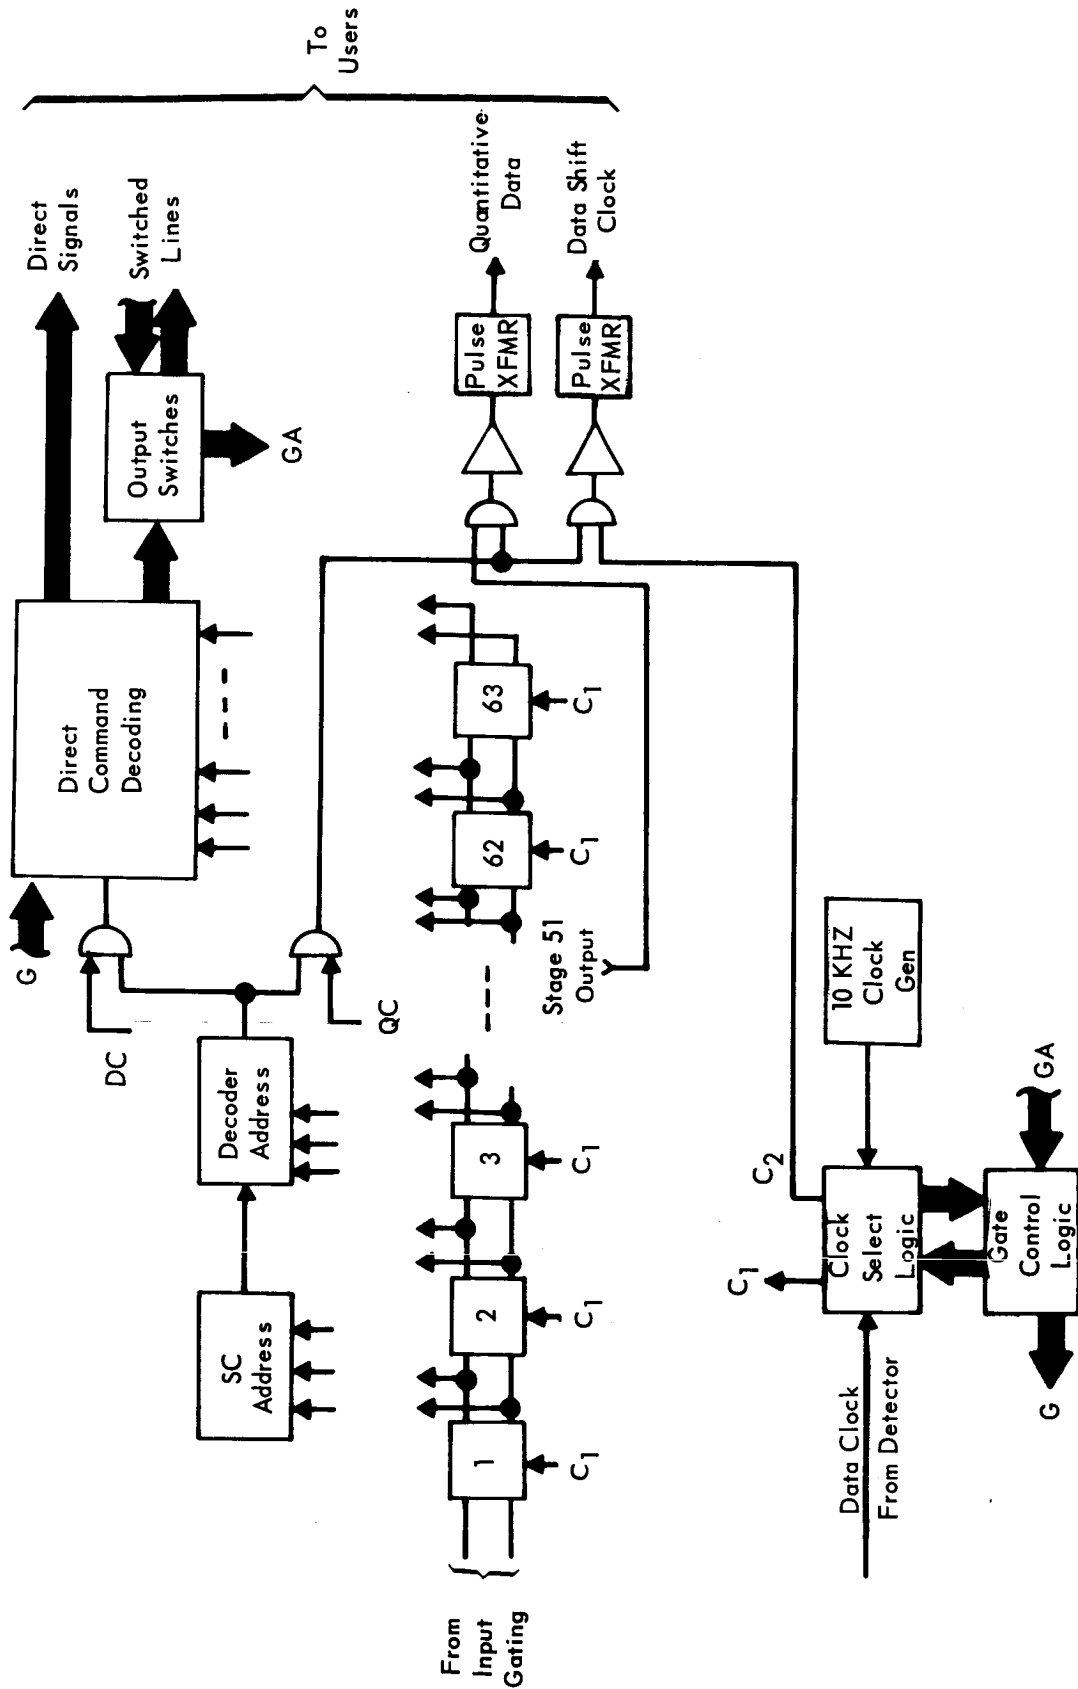 To
Users
Direct
Signals
Switched
Lines
Quantitative
Data
Data Shift
Clock
Output
Switches
GA
Pulse
XFMR
Pulse
XFMR
Direct
Command
Decoding
G
DC
QC
SC
Address
Decoder
Address
From
Input
Gating
1
2
3
62
63
C1
C1
C1
C1
C1
Stage 51
Output
Data Clock
From Detector
C1
C2
Clock
Select
Logic
10 KHZ
Clock
Gen
Gate
Control
Logic
G
GA